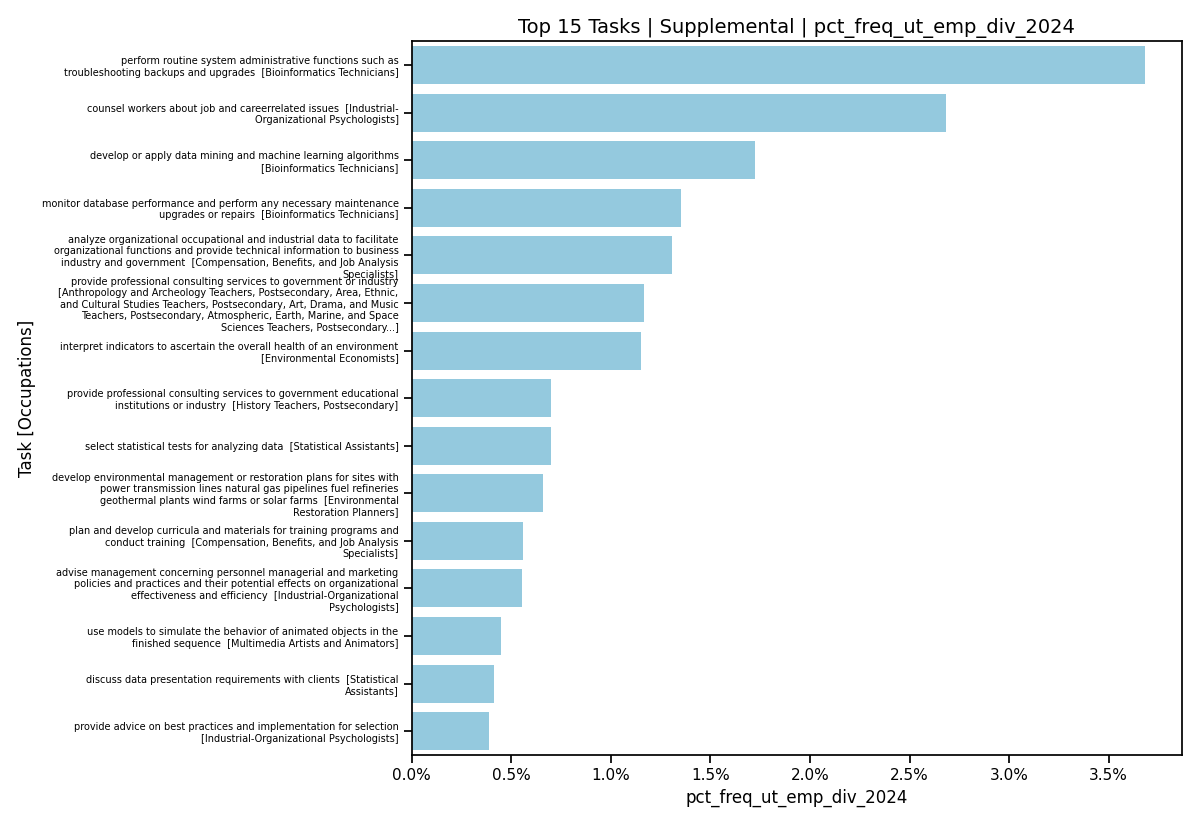 Top 15 Tasks | Supplemental | pct_freq_ut_emp_div_2024
perform routine system administrative functions such as
troubleshooting backups and upgrades  [Bioinformatics Technicians]
counsel workers about job and careerrelated issues  [Industrial-
Organizational Psychologists]
develop or apply data mining and machine learning algorithms
[Bioinformatics Technicians]
monitor database performance and perform any necessary maintenance
upgrades or repairs  [Bioinformatics Technicians]
analyze organizational occupational and industrial data to facilitate
organizational functions and provide technical information to business
industry and government  [Compensation, Benefits, and Job Analysis
Specialists]
provide professional consulting services to government or industry
[Anthropology and Archeology Teachers, Postsecondary, Area, Ethnic,
and Cultural Studies Teachers, Postsecondary, Art, Drama, and Music
Teachers, Postsecondary, Atmospheric, Earth, Marine, and Space
Sciences Teachers, Postsecondary...]
interpret indicators to ascertain the overall health of an environment
[Environmental Economists]
provide professional consulting services to government educational
institutions or industry  [History Teachers, Postsecondary]
select statistical tests for analyzing data  [Statistical Assistants]
develop environmental management or restoration plans for sites with
power transmission lines natural gas pipelines fuel refineries
geothermal plants wind farms or solar farms  [Environmental
Restoration Planners]
plan and develop curricula and materials for training programs and
conduct training  [Compensation, Benefits, and Job Analysis
Specialists]
advise management concerning personnel managerial and marketing
policies and practices and their potential effects on organizational
effectiveness and efficiency  [Industrial-Organizational
Psychologists]
use models to simulate the behavior of animated objects in the
finished sequence  [Multimedia Artists and Animators]
discuss data presentation requirements with clients  [Statistical
Assistants]
provide advice on best practices and implementation for selection
[Industrial-Organizational Psychologists]
Task [Occupations]
0.0% 0.5% 1.0% 1.5% 2.0% 2.5% 3.0% 3.5%
pct_freq_ut_emp_div_2024